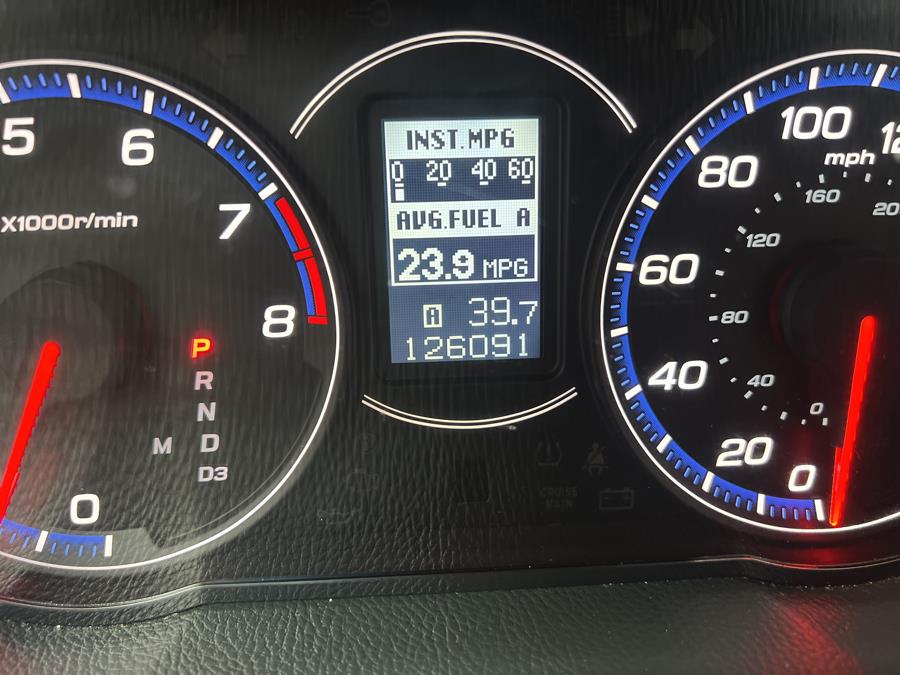 5
6
7
8
0
X1000r/min
P
R
N
M D
D3
INST.MPG
0 20 40 60
AVG.FUEL A
23.9 MPG
A 39.7
126091
CRUISE
MAIN
100
80
60
40
20
0
mph
160
120
80
40
0